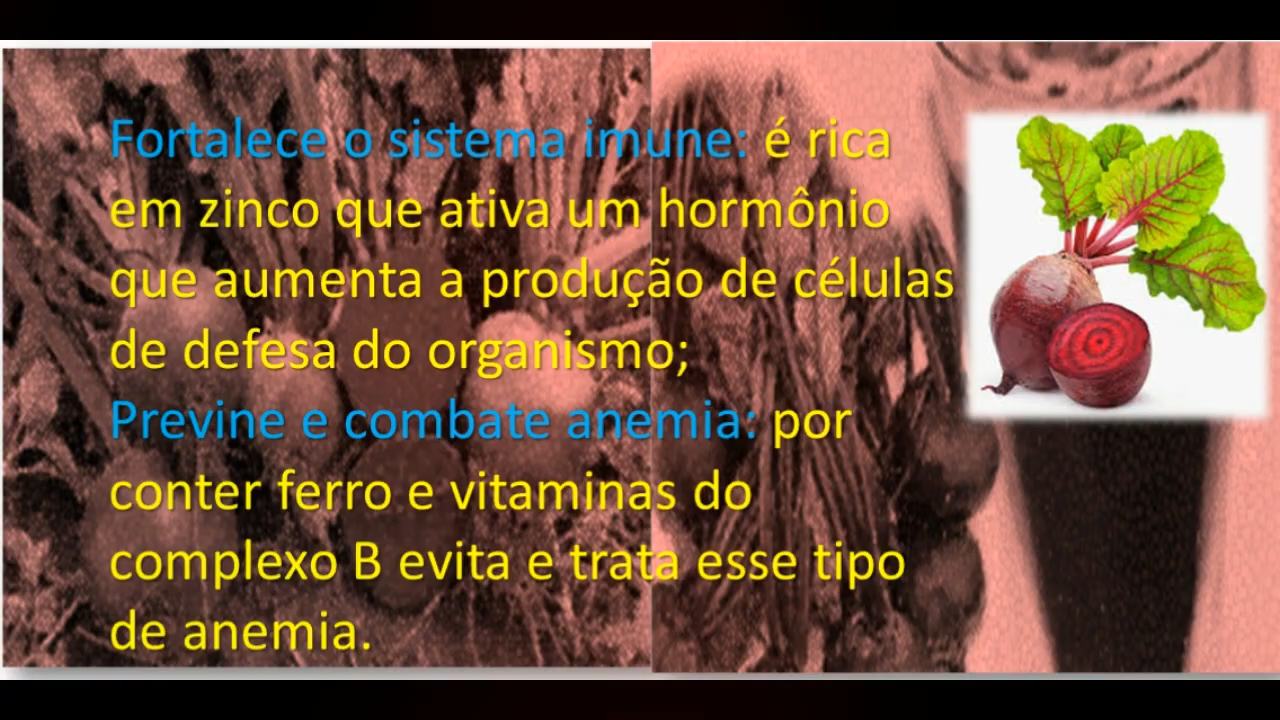 Fortalece o sistema imune: é rica
em zinco que ativa um hormônio
que aumenta a produção de células
de defesa do organismo;
Previne e combate anemia: por
conter ferro e vitaminas do
complexo B evita e trata esse tipo
de anemia.